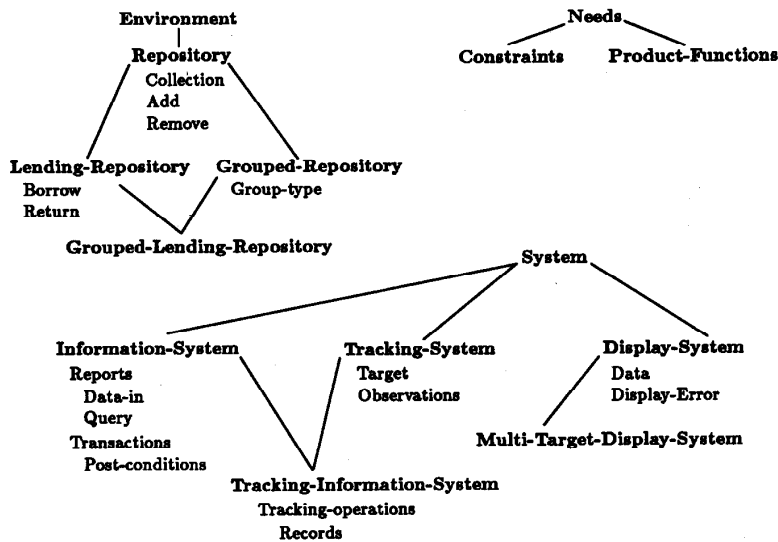 Environment
Repository
Collection
Add
Remove
Lending-Repository
Borrow
Return
Grouped-Repository
Group-type
Grouped-Lending-Repository
Needs
Constraints
Product-Functions
System
Information-System
Reports
Data-in
Query
Transactions
Post-conditions
Tracking-System
Target
Observations
Display-System
Data
Display-Error
Multi-Target-Display-System
Tracking-Information-System
Tracking-operations
Records